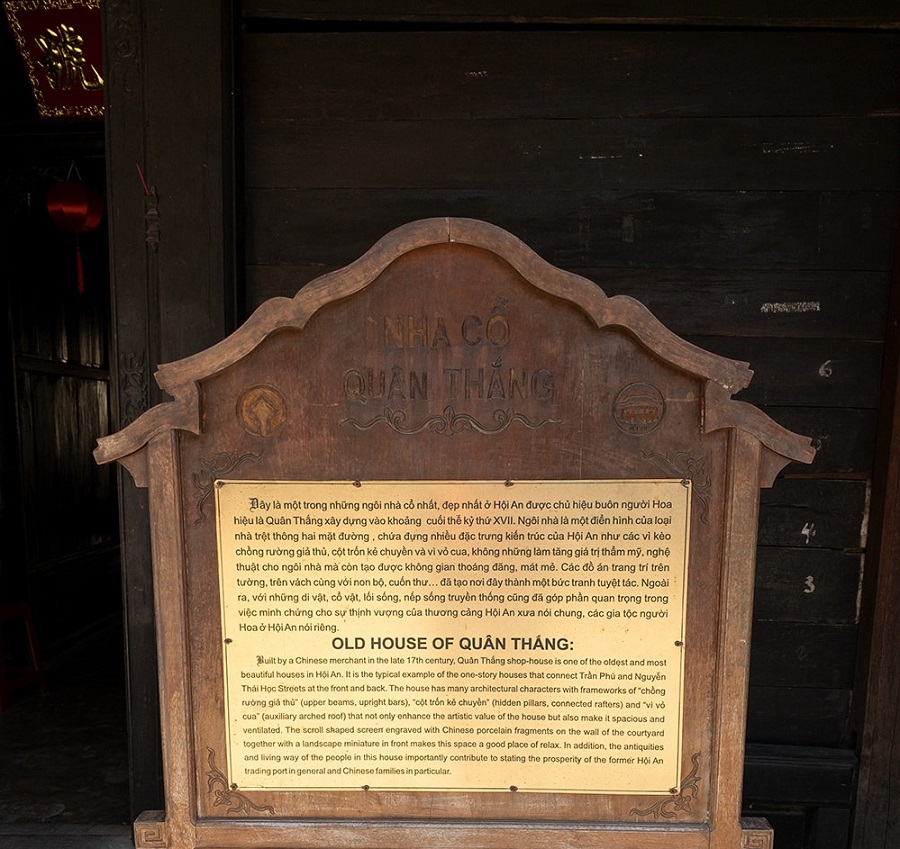 號
NHÀ CỔ
QUÂN THẮNG
Đây là một trong những ngôi nhà cổ nhất, đẹp nhất ở Hội An được chủ hiệu buôn người Hoa
hiệu là Quân Thắng xây dựng vào khoảng cuối thế kỷ thứ XVII. Ngôi nhà là một điển hình của loại
nhà trệt thông hai mặt đường , chứa đựng nhiều đặc trưng kiến trúc của Hội An như các vì kèo
chồng rường giả thủ, cột trốn kẻ chuyền và vì vỏ cua, không những làm tăng giá trị thẩm mỹ, nghệ
thuật cho ngôi nhà mà còn tạo được không gian thoáng đãng, mát mẻ. Các đồ án trang trí trên
tường, trên vách cùng với non bộ, cuốn thư... đã tạo nơi đây thành một bức tranh tuyệt tác. Ngoài
ra, với những di vật, cổ vật, lối sống, nếp sống truyền thống cũng đã góp phần quan trọng trong
việc minh chứng cho sự thịnh vượng của thương cảng Hội An xưa nói chung, các gia tộc người
Hoa ở Hội An nói riêng.
OLD HOUSE OF QUÂN THẮNG:
Built by a Chinese merchant in the late 17th century, Quân Thắng shop-house is one of the oldest and most
beautiful houses in Hội An. It is the typical example of the one-story houses that connect Trần Phú and Nguyễn
Thái Học Streets at the front and back. The house has many architectural characters with frameworks of "chồng
rường giả thủ" (upper beams, upright bars), "cột trốn kẻ chuyền" (hidden pillars, connected rafters) and "vì vỏ
cua" (auxiliary arched roof) that not only enhance the artistic value of the house but also make it spacious and
ventilated. The scroll shaped screen engraved with Chinese porcelain fragments on the wall of the courtyard
together with a landscape miniature in front makes this space a good place of relax. In addition, the antiquities
and living way of the people in this house importantly contribute to stating the prosperity of the former Hội An
trading port in general and Chinese families in particular.
6
4
3